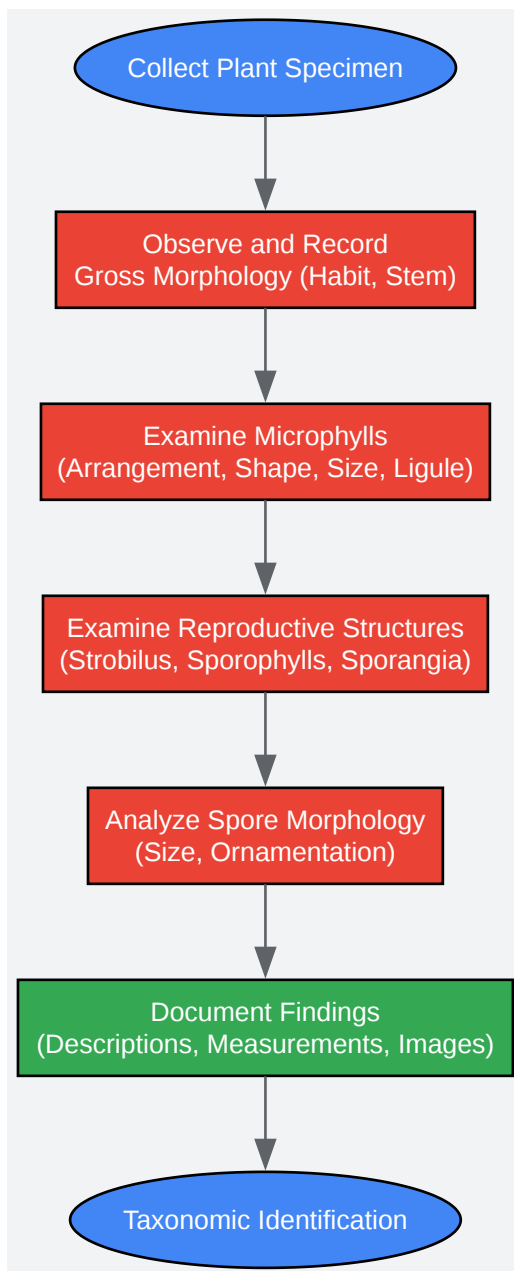 Collect Plant Specimen
Observe and Record
Gross Morphology (Habit, Stem)
Examine Microphylls
(Arrangement, Shape, Size, Ligule)
Examine Reproductive Structures
(Strobilus, Sporophylls, Sporangia)
Analyze Spore Morphology
(Size, Ornamentation)
Document Findings
(Descriptions, Measurements, Images)
Taxonomic Identification